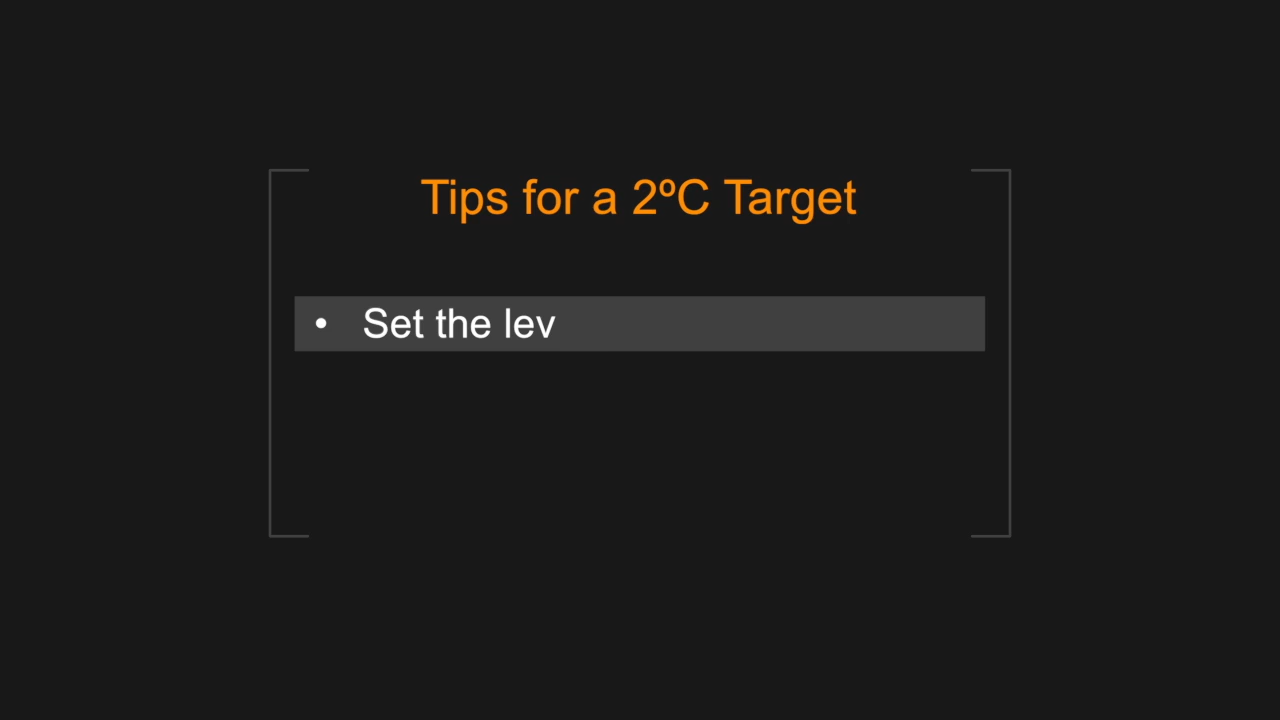 Tips for a 2ºC Target
• Set the lev